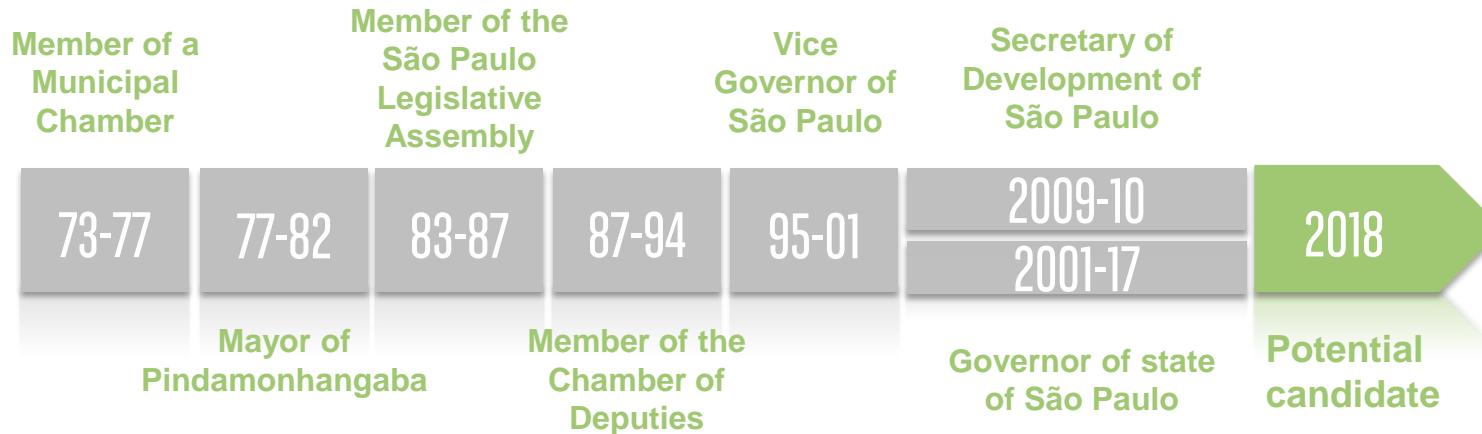 Member of a
Municipal
Chamber
Member of the
São Paulo
Legislative
Assembly
Vice
Governor of
São Paulo
Secretary of
Development of
São Paulo
73-77
77-82
83-87
87-94
95-01
2009-10
2001-17
2018
Mayor of
Pindamonhangaba
Member of the
Chamber of
Deputies
Governor of state
of São Paulo
Potential
candidate